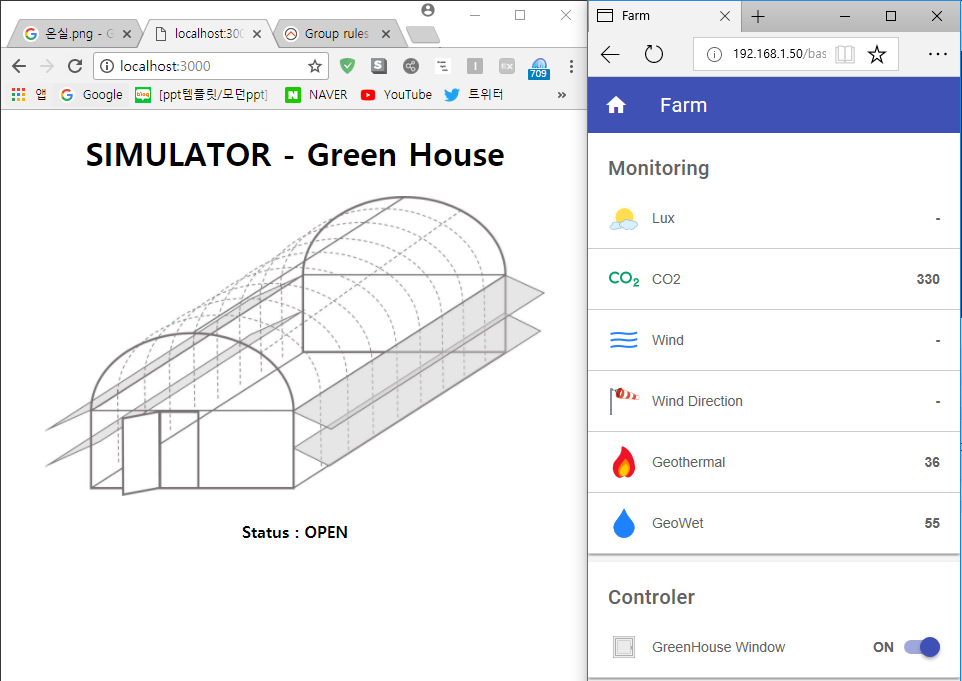 온실.png - G
localhost:300
Group rules
localhost:3000
709
앱
Google
[ppt템플릿/모던ppt]
NAVER
YouTube
트위터
»
SIMULATOR - Green House
Status : OPEN
Farm
192.168.1.50/bas
Farm
Monitoring
Lux -
CO2 CO2 330
Wind -
Wind Direction -
Geothermal 36
GeoWet 55
Controler
GreenHouse Window ON